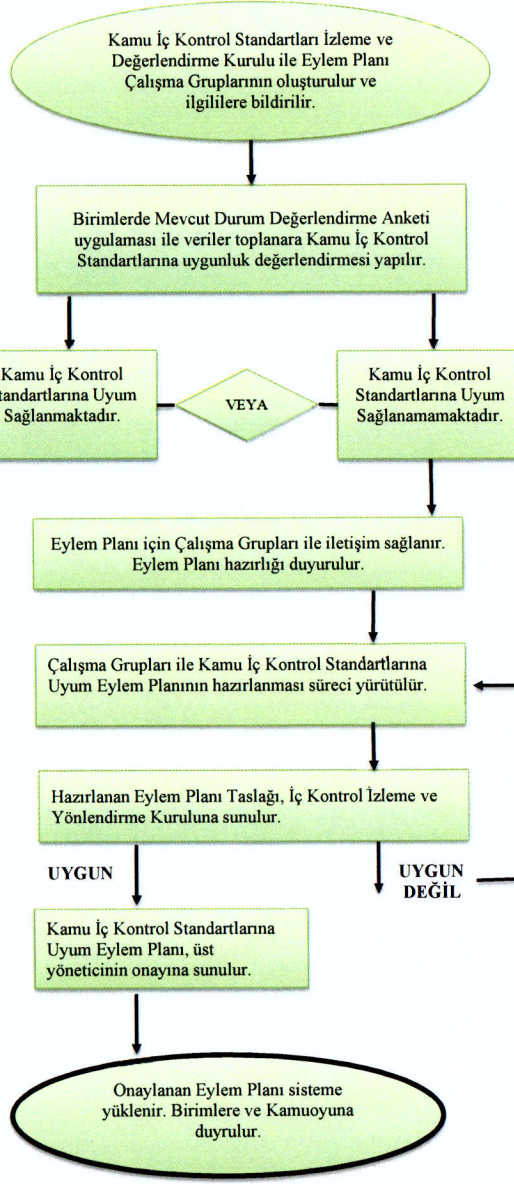 Kamu İç Kontrol Standartları İzleme ve
Değerlendirme Kurulu ile Eylem Planı
Çalışma Gruplarının oluşturulur ve
ilgililere bildirilir.
Birimlerde Mevcut Durum Değerlendirme Anketi
uygulaması ile veriler toplanara Kamu İç Kontrol
Standartlarına uygunluk değerlendirmesi yapılır.
Kamu İç Kontrol
tandartlarına Uyum
Sağlanmaktadır.
VEYA
Kamu İç Kontrol
Standartlarına Uyum
Sağlanamamaktadır.
Eylem Planı için Çalışma Grupları ile iletişim sağlanır.
Eylem Planı hazırlığı duyurulur.
Çalışma Grupları ile Kamu İç Kontrol Standartlarına
Uyum Eylem Planının hazırlanması süreci yürütülür.
Hazırlanan Eylem Planı Taslağı, İç Kontrol İzleme ve
Yönlendirme Kuruluna sunulur.
UYGUN
UYGUN
DEĞİL
Kamu İç Kontrol Standartlarına
Uyum Eylem Planı, üst
yöneticinin onayına sunulur.
Onaylanan Eylem Planı sisteme
yüklenir. Birimlere ve Kamuoyuna
duyrulur.